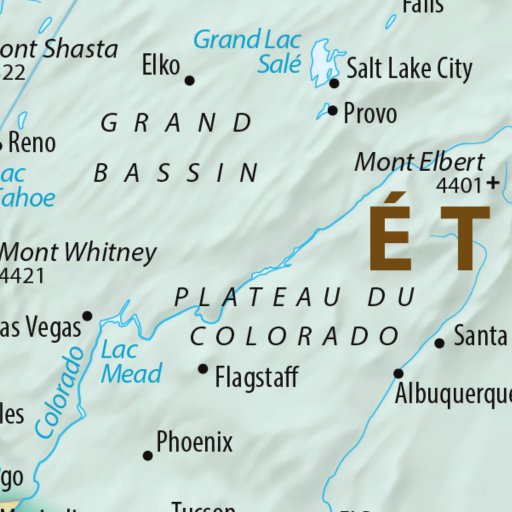 Falls
Grand Lac
Salé
ont Shasta
Elko
Salt Lake City
Provo
GRAND
Reno
BASSIN
Mont Elbert
4401
ac
ahoe
ÉT
Mont Whitney
4421
PLATEAU DU
COLORADO
as Vegas
Santa
Lac
Mead
Flagstaff
Colorado
Albuquerque
les
Phoenix
go
Tucson